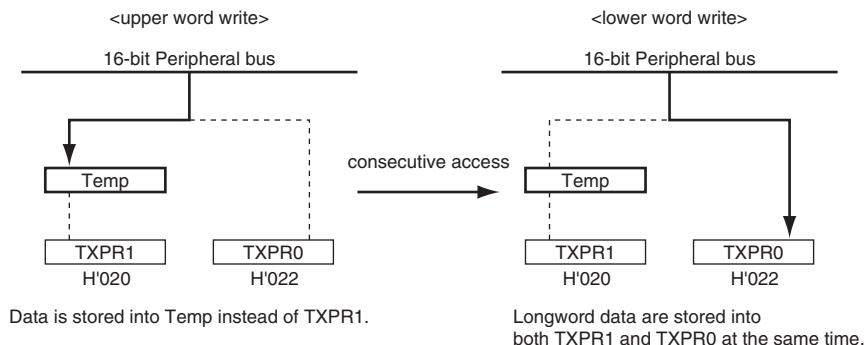 <upper word write>
16-bit Peripheral bus
Temp
TXPR1
H'020
TXPR0
H'022
Data is stored into Temp instead of TXPR1.
consecutive access
<lower word write>
16-bit Peripheral bus
Temp
TXPR1
H'020
TXPR0
H'022
Longword data are stored into
both TXPR1 and TXPR0 at the same time.